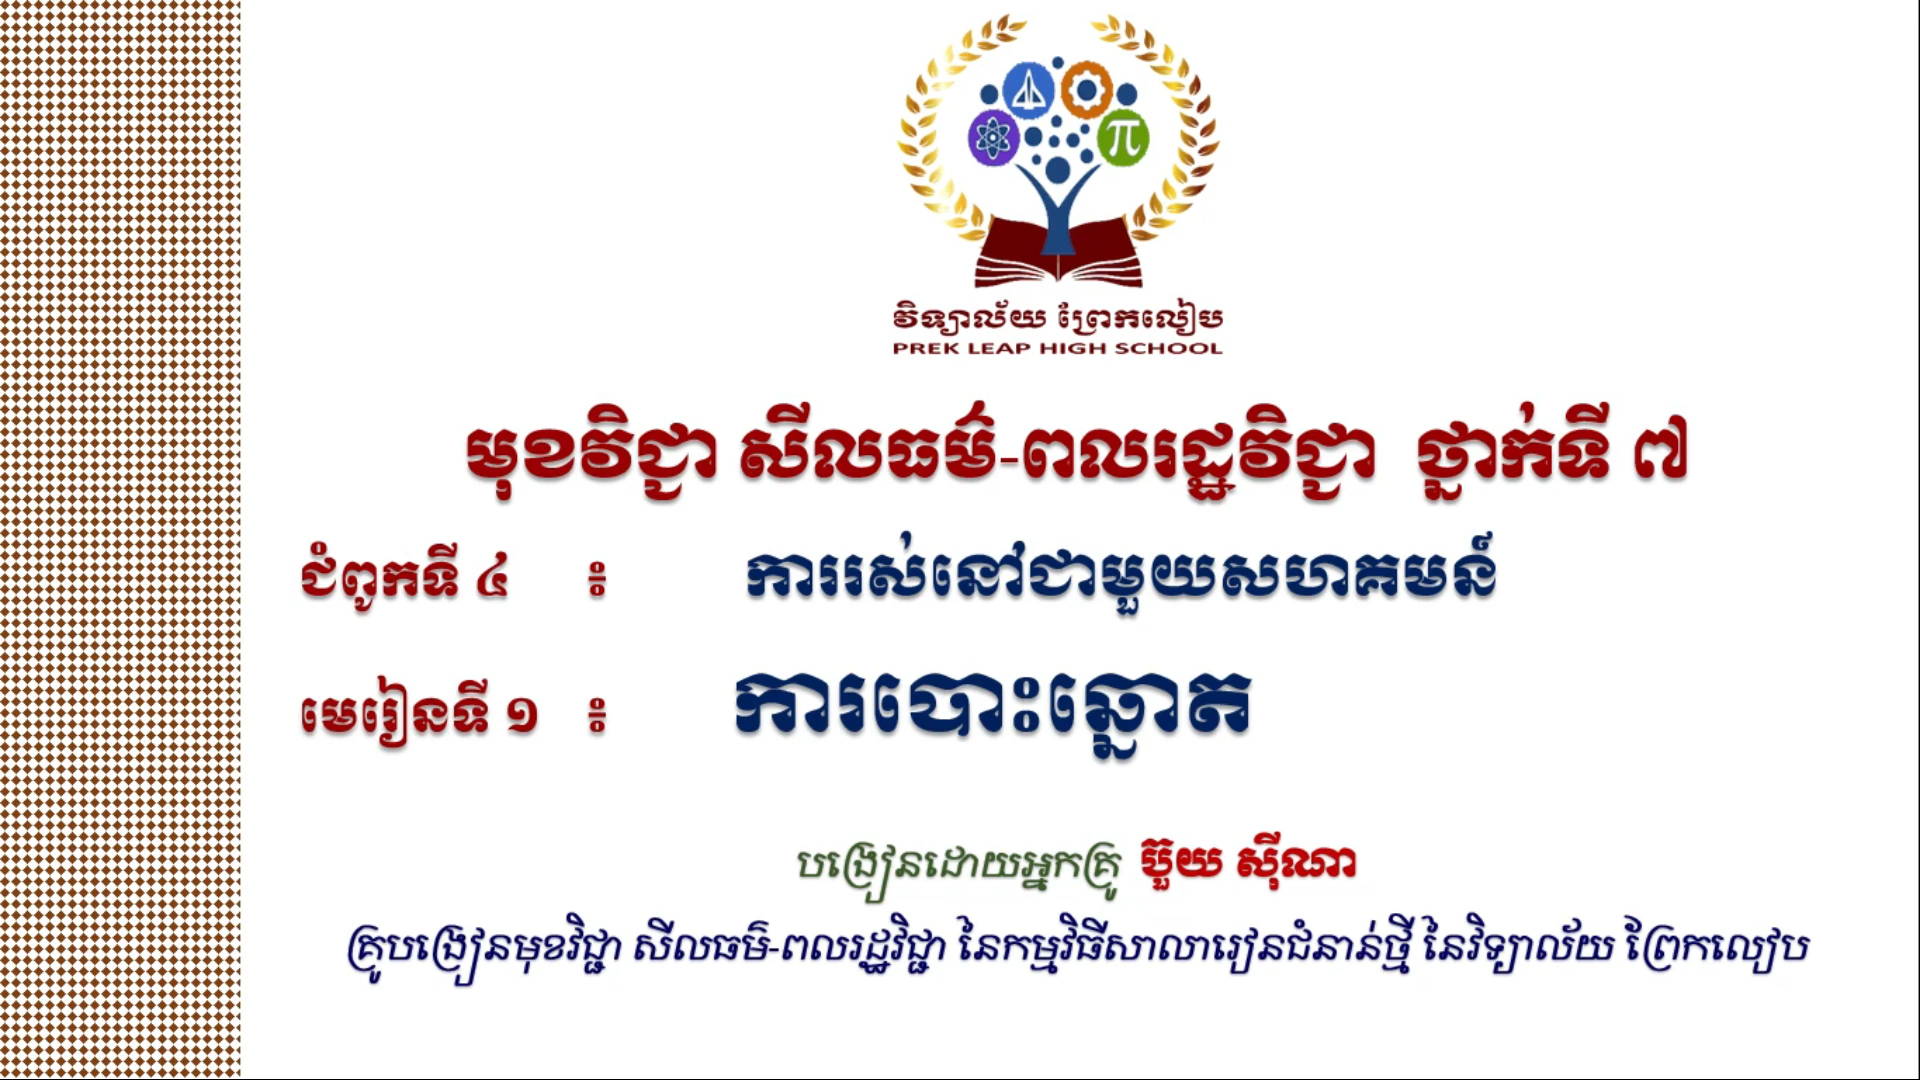 វិទ្យាល័យ ព្រែកលៀប
PREK LEAP HIGH SCHOOL
មុខវិជ្ជា សីលធម៌-ពលរដ្ឋវិជ្ជា ថ្នាក់ទី ៧
ជំពូកទី ៤ ៖ ការរស់នៅជាមួយសហគមន៍
មេរៀនទី ១ ៖ ការបោះឆ្នោត
បង្រៀនដោយអ្នកគ្រូ ប៊ួយ ស៊ីណា
គ្រូបង្រៀនមុខវិជ្ជា សីលធម៌-ពលរដ្ឋវិជ្ជា នៃកម្មវិធីសាលារៀនជំនាន់ថ្មី នៃវិទ្យាល័យ ព្រែកលៀប